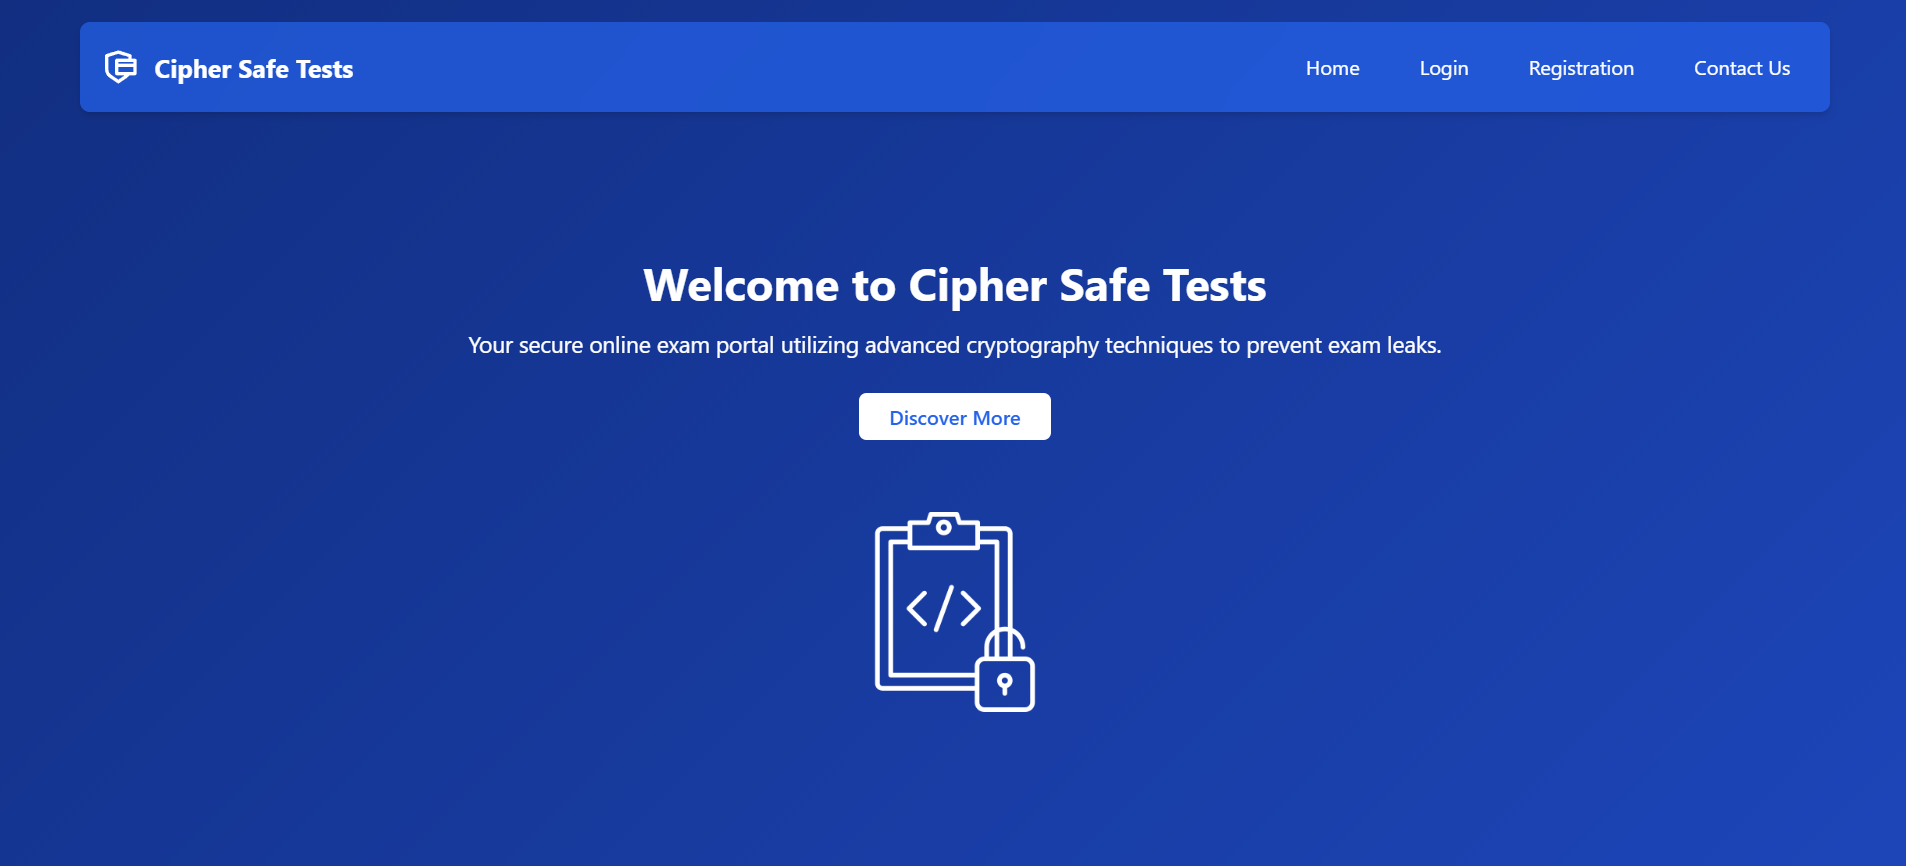 Cipher Safe Tests
Home
Login
Registration
Contact Us
Welcome to Cipher Safe Tests
Your secure online exam portal utilizing advanced cryptography techniques to prevent exam leaks.
Discover More
</>